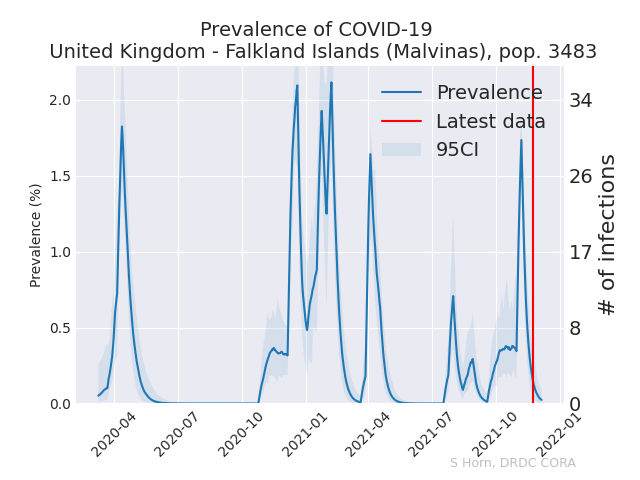 Prevalence of COVID-19
United Kingdom - Falkland Islands (Malvinas), pop. 3483
Prevalence
Latest data
95CI
Prevalence (%)
2.0
1.5
1.0
0.5
0.0
34
26
17
8
0
# of infections
2020-04
2020-07
2020-10
2021-01
2021-04
2021-07
2021-10
2022-01
S Horn, DRDC CORA